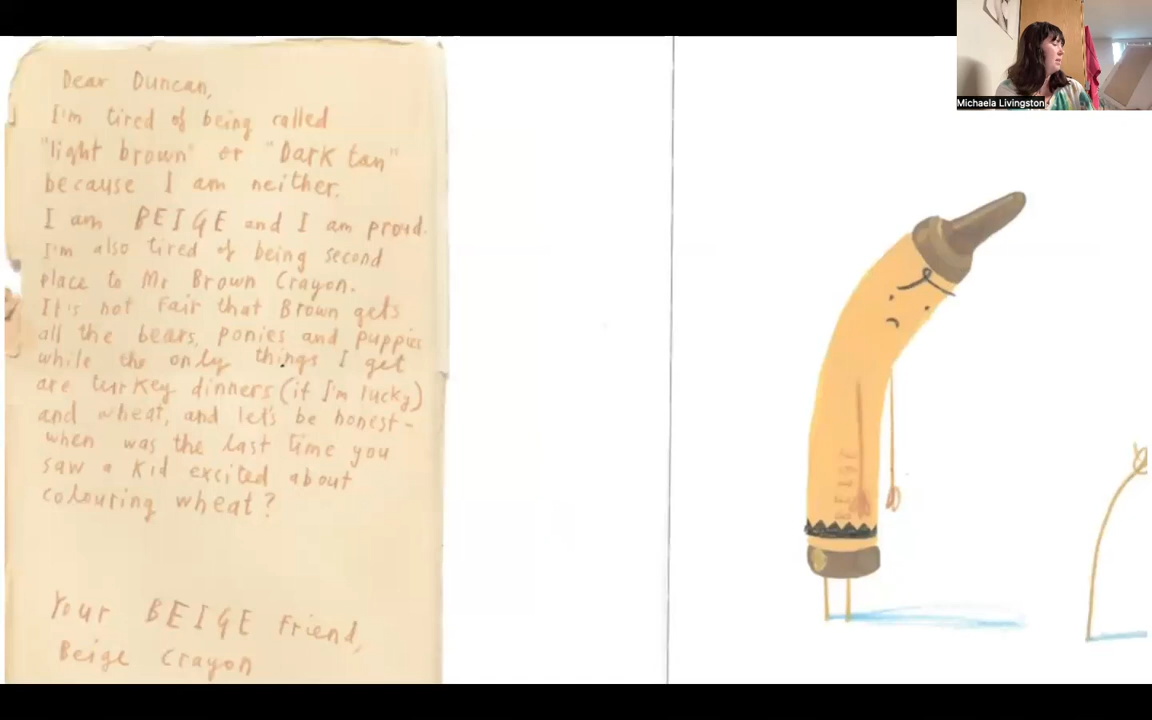 Dear Duncan,
I'm tired of being called
"light brown" or "Dark tan"
because I am neither.
I am BEIGE and I am proud.
I'm also tired of being second
place to Mr Brown Crayon.
It's not fair that Brown gets
all the bears, ponies and puppies
while the only things I get
are turkey dinners (if I'm lucky)
and wheat, and let's be honest-
when was the last time you
saw a kid excited about
colouring wheat?
Your BEIGE friend,
Beige Crayon
BEIGE
Michaela Livingston